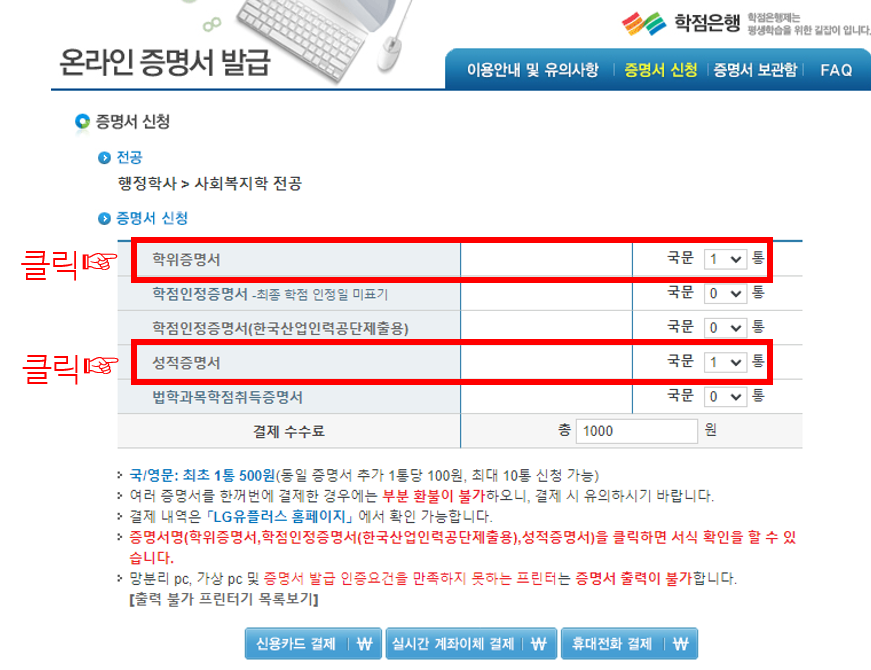 학점은행 학점은행제는
평생학습을 위한 길잡이 입니다.
온라인 증명서 발급
이용안내 및 유의사항 증명서 신청 증명서 보관함 FAQ
증명서 신청
전공
행정학사 > 사회복지학 전공
증명서 신청
클릭☞ 학위증명서 국문 1 통
학점인정증명서 -최종 학점 인정일 미표기 국문 0 통
학점인정증명서(한국산업인력공단제출용) 국문 0 통
클릭☞ 성적증명서 국문 1 통
법학과목학점취득증명서 국문 0 통
결제 수수료 총 1000 원
국/영문: 최초 1통 500원(동일 증명서 추가 1통당 100원, 최대 10통 신청 가능)
여러 증명서를 한꺼번에 결제한 경우에는 부분 환불이 불가하오니, 결제 시 유의하시기 바랍니다.
결제 내역은 「LG유플러스 홈페이지」에서 확인 가능합니다.
증명서명(학위증명서,학점인정증명서(한국산업인력공단제출용),성적증명서)을 클릭하면 서식 확인을 할 수 있
습니다.
망분리 pc, 가상 pc 및 증명서 발급 인증요건을 만족하지 못하는 프린터는 증명서 출력이 불가합니다.
[출력 불가 프린터기 목록보기]
신용카드 결제 ₩ 실시간 계좌이체 결제 ₩ 휴대전화 결제 ₩